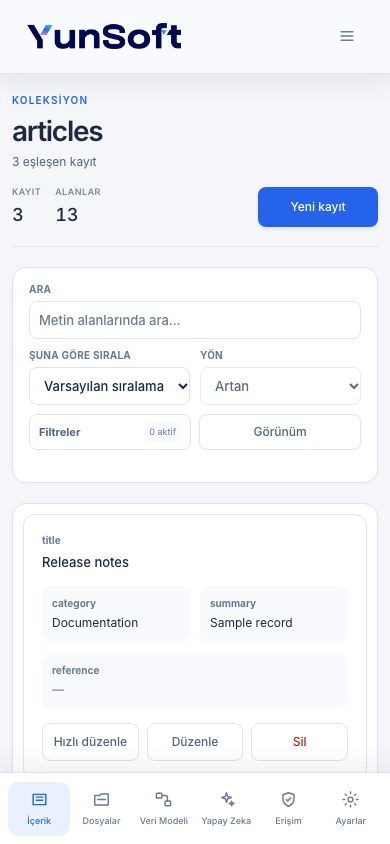 YunSoft
KOLEKSİYON
articles
3 eşleşen kayıt
KAYIT ALANLAR
3 13
Yeni kayıt
ARA
Metin alanlarında ara...
ŞUNA GÖRE SIRALA YÖN
Varsayılan sıralama Artan
Filtreler 0 aktif Görünüm
title
Release notes
category summary
Documentation Sample record
reference
—
Hızlı düzenle Düzenle Sil
İçerik Dosyalar Veri Modeli Yapay Zeka Erişim Ayarlar